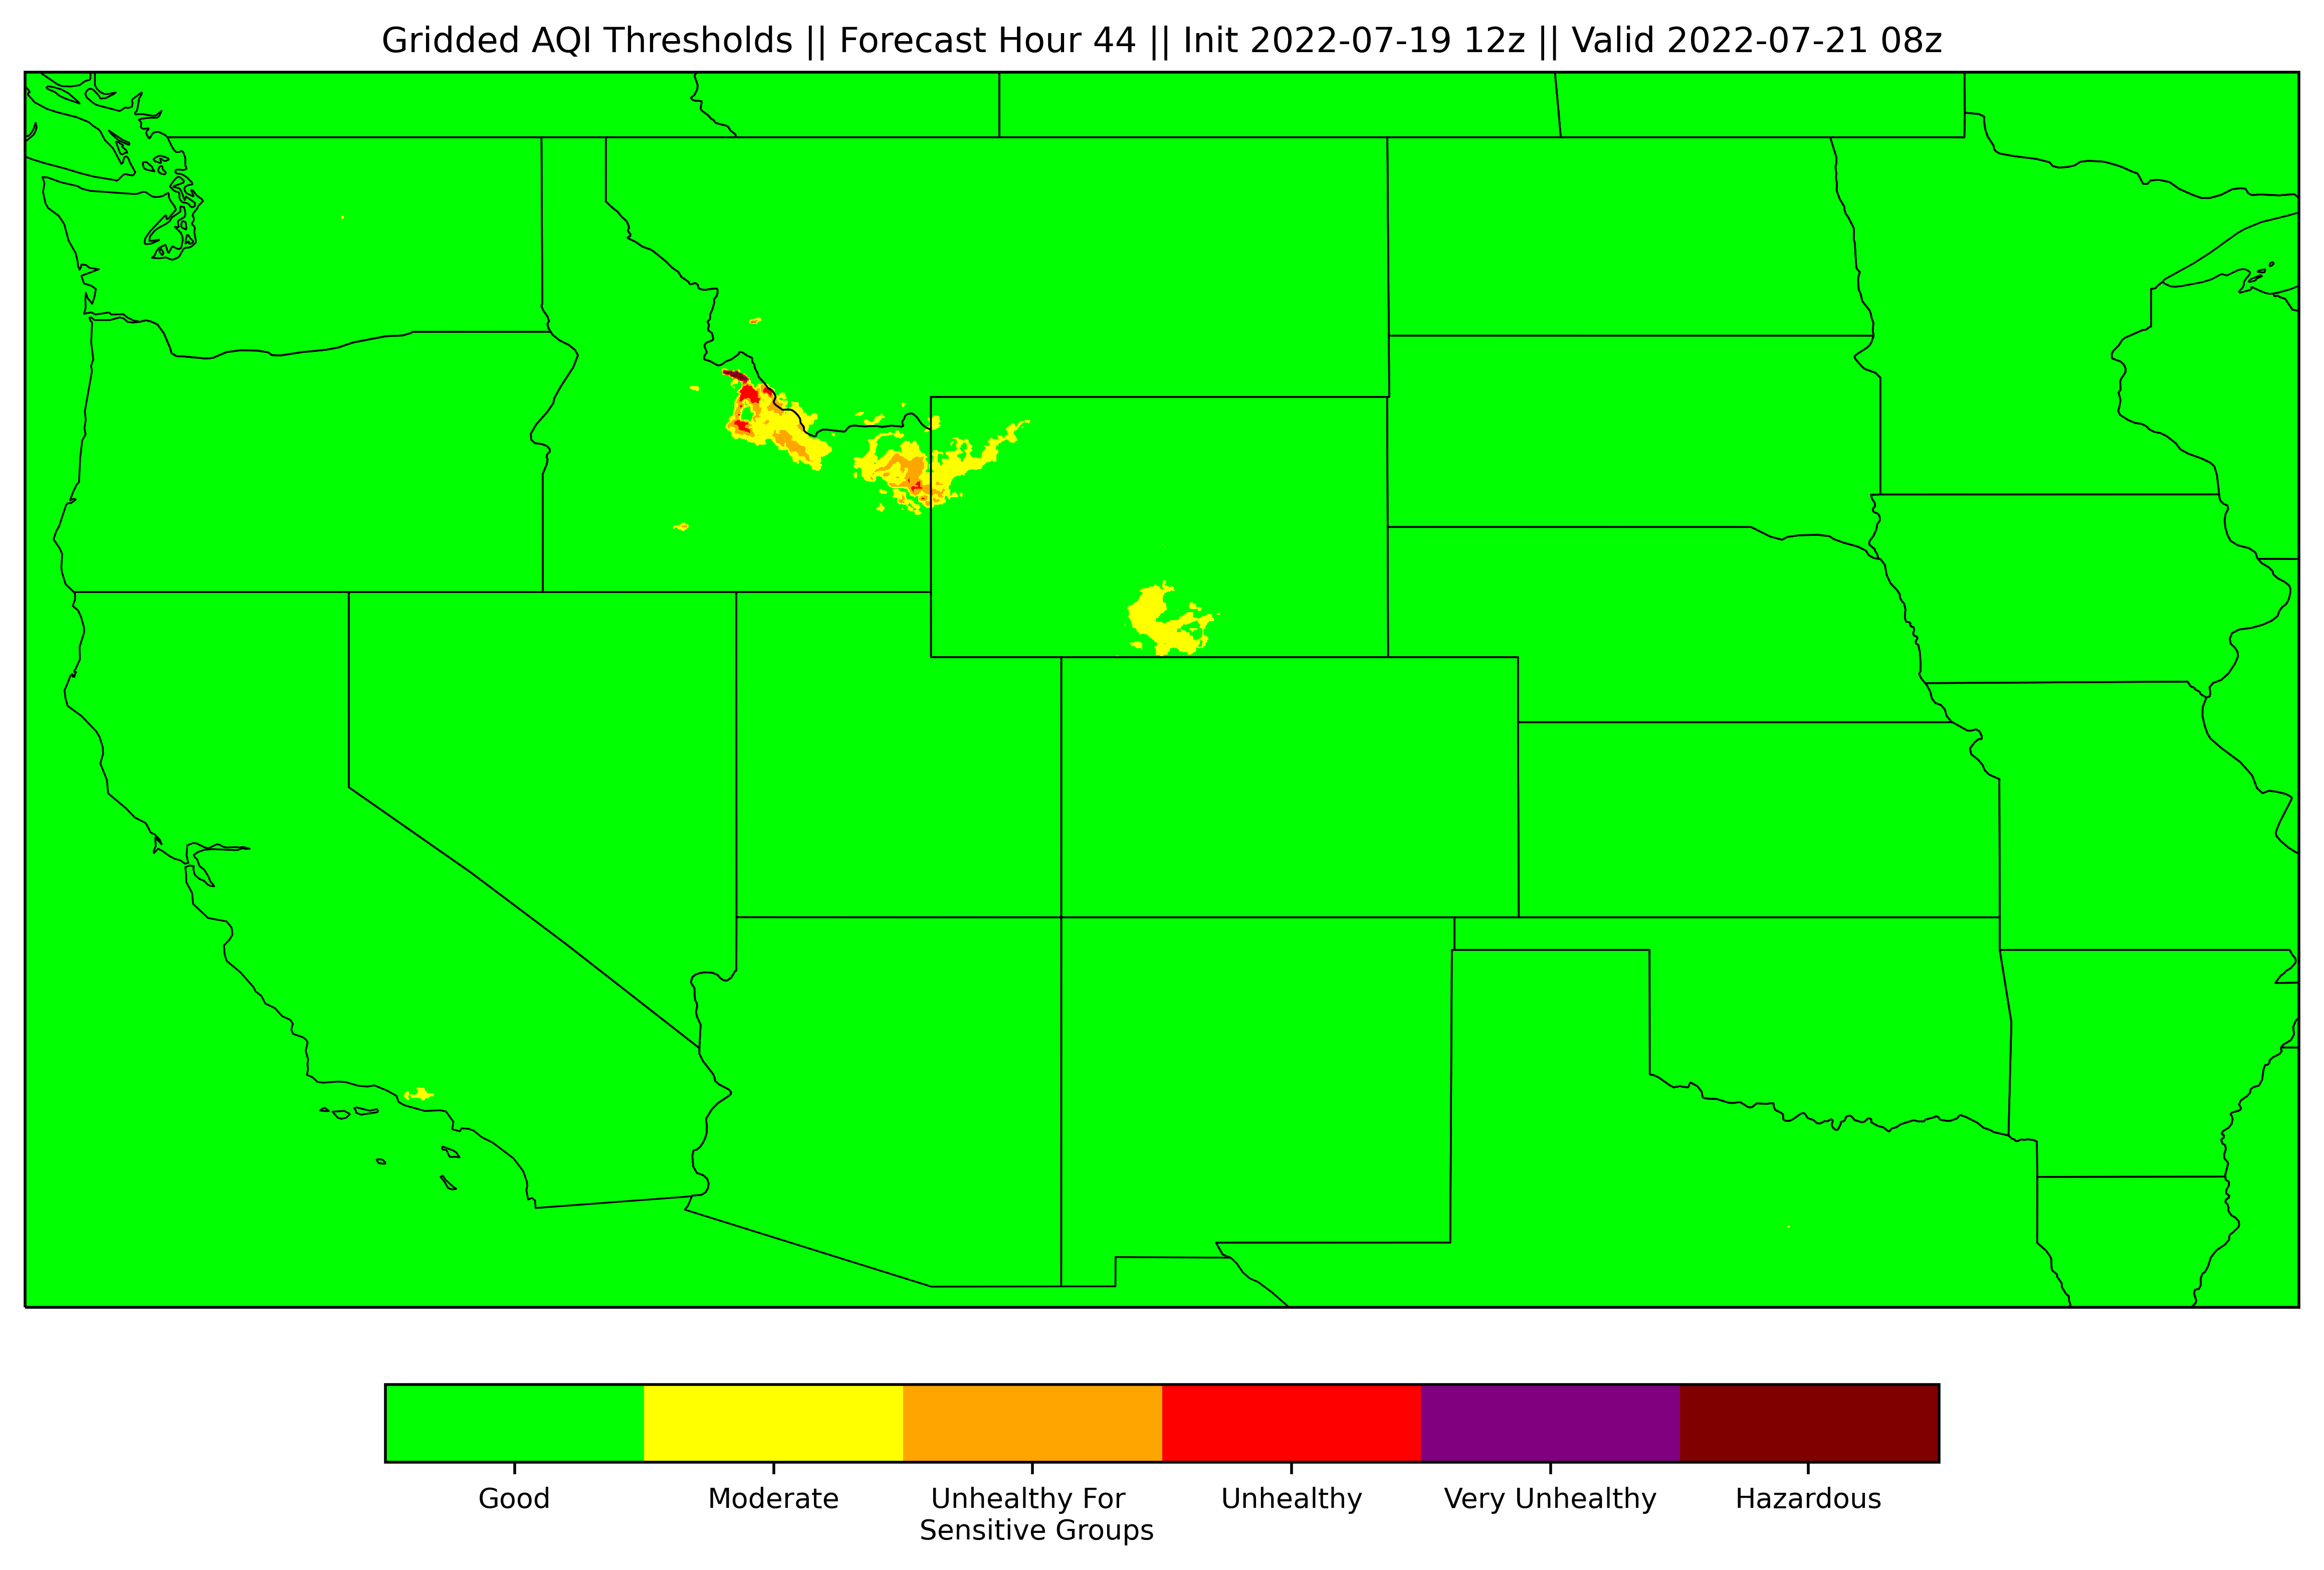 Gridded AQI Thresholds || Forecast Hour 44 || Init 2022-07-19 12z || Valid 2022-07-21 08z
Good
Moderate
Unhealthy For
Sensitive Groups
Unhealthy
Very Unhealthy
Hazardous